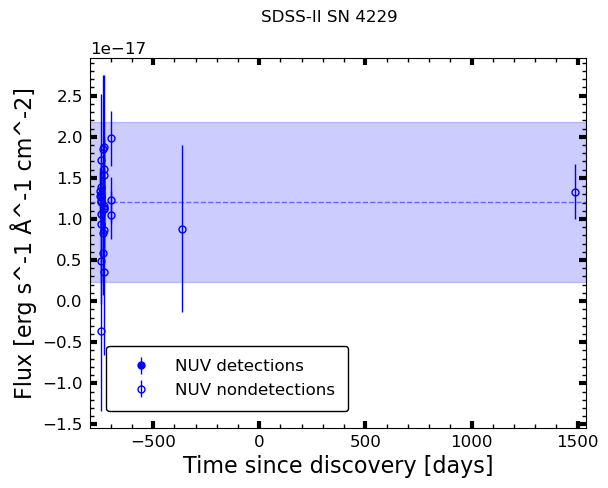 SDSS-II SN 4229
1e−17
2.5
2.0
1.5
1.0
0.5
0.0
−0.5
−1.0
−1.5
Flux [erg s^-1 Å^-1 cm^-2]
NUV detections
NUV nondetections
−500 0 500 1000 1500
Time since discovery [days]